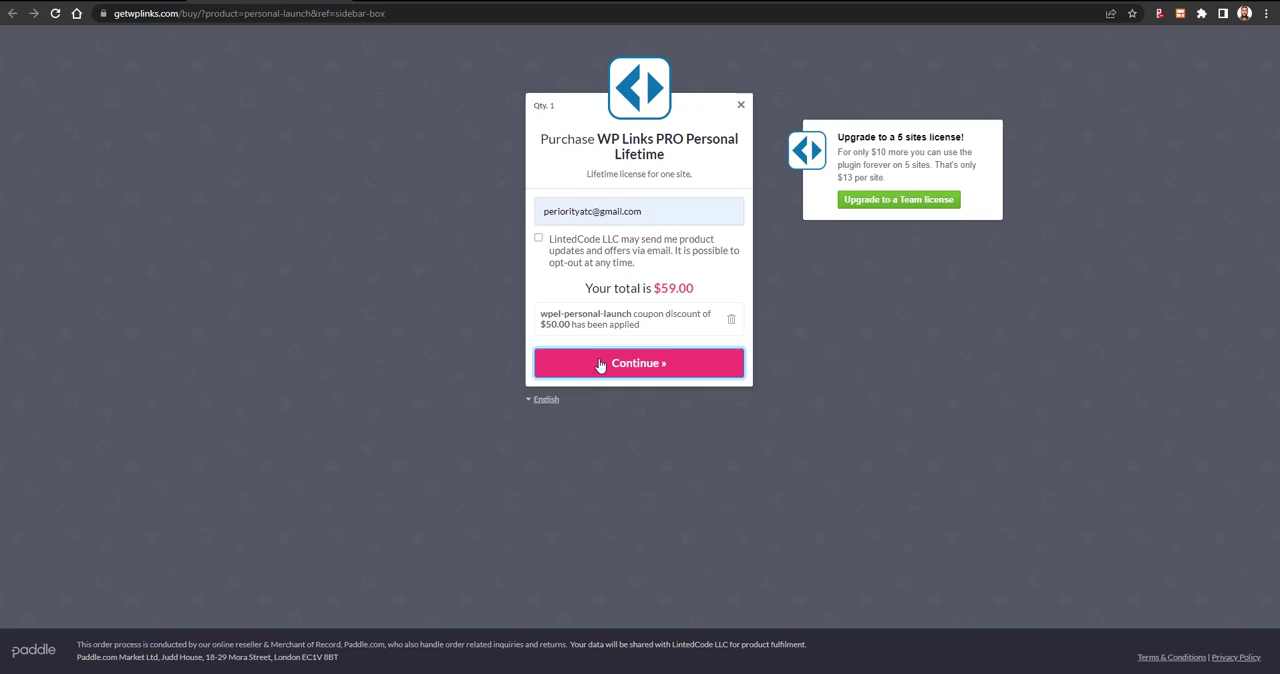 getwplinks.com/buy/?product=personal-launch&ref=sidebar-box
Qty. 1
Purchase WP Links PRO Personal
Lifetime
Lifetime license for one site.
periorityatc@gmail.com
LintedCode LLC may send me product
updates and offers via email. It is possible to
opt-out at any time.
Your total is $59.00
wpel-personal-launch coupon discount of
$50.00 has been applied
Continue »
English
Upgrade to a 5 sites license!
For only $10 more you can use the
plugin forever on 5 sites. That's only
$13 per site.
Upgrade to a Team license
paddle
This order process is conducted by our online reseller & Merchant of Record, Paddle.com, who also handle order related inquiries and returns. Your data will be shared with LintedCode LLC for product fulfilment.
Paddle.com Market Ltd, Judd House, 18-29 Mora Street, London EC1V 8BT
Terms & Conditions | Privacy Policy